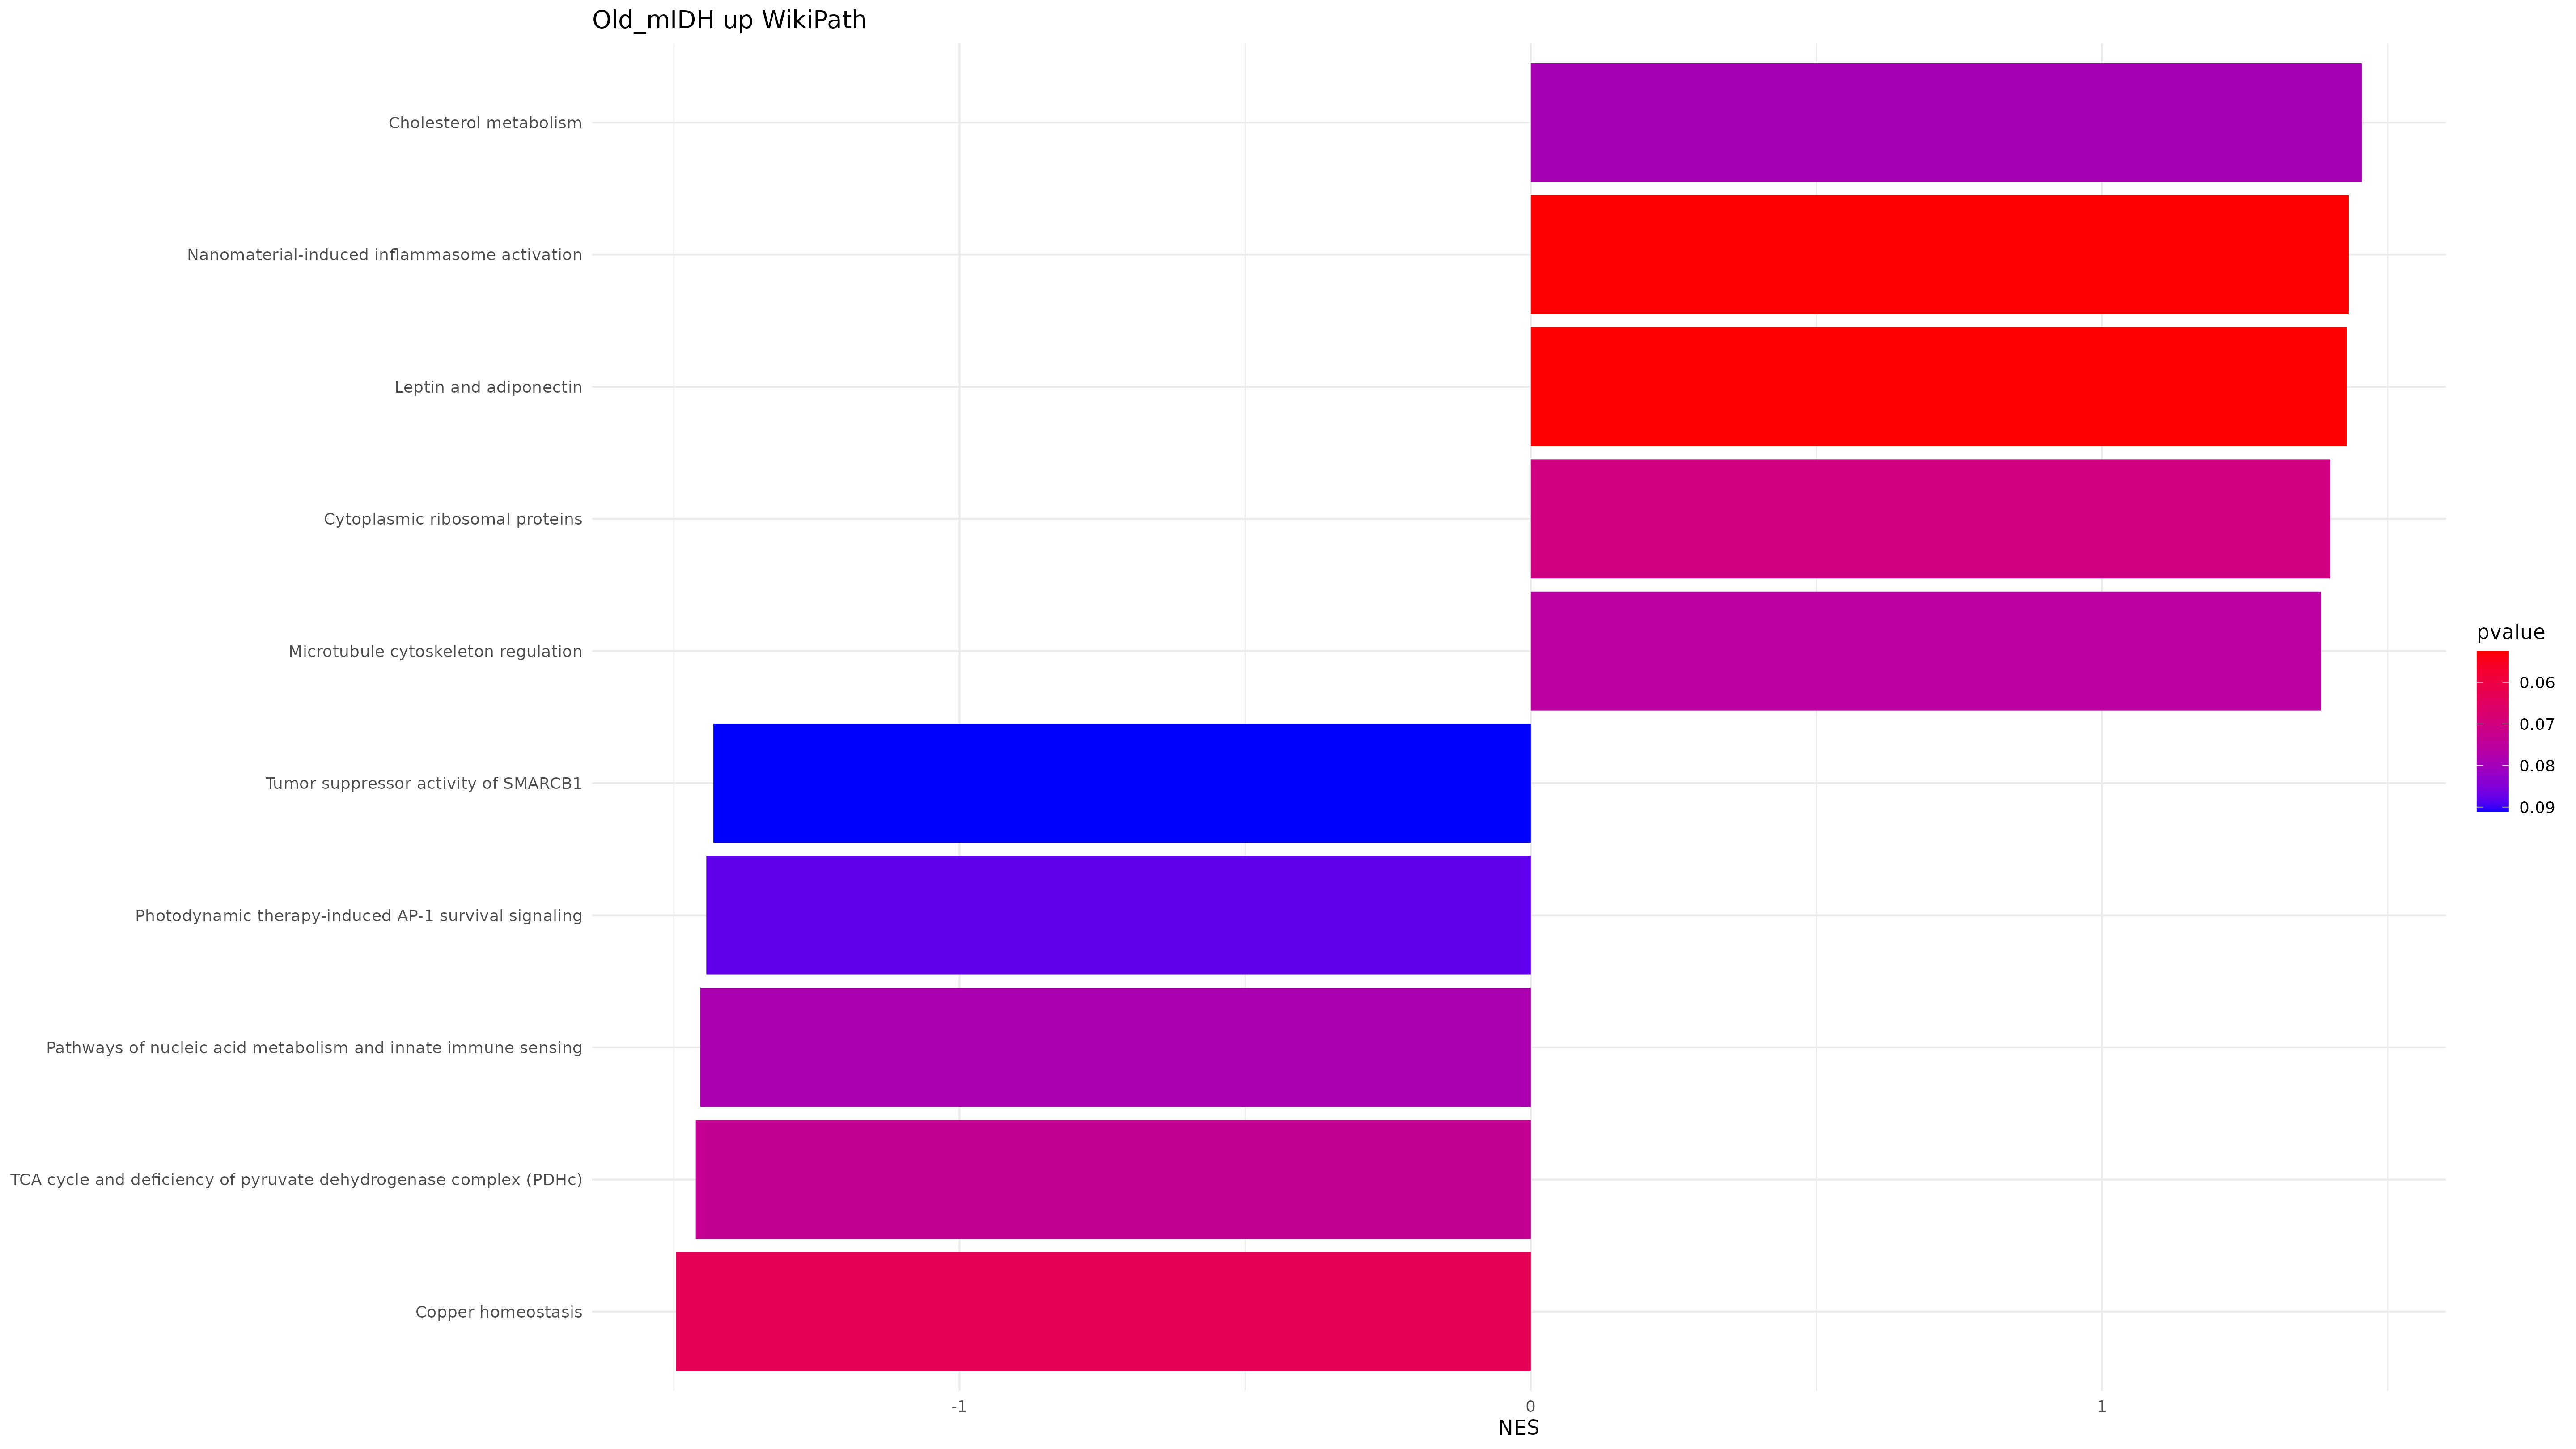 Old_mIDH up WikiPath
Cholesterol metabolism
Nanomaterial-induced inflammasome activation
Leptin and adiponectin
Cytoplasmic ribosomal proteins
Microtubule cytoskeleton regulation
Tumor suppressor activity of SMARCB1
Photodynamic therapy-induced AP-1 survival signaling
Pathways of nucleic acid metabolism and innate immune sensing
TCA cycle and deficiency of pyruvate dehydrogenase complex (PDHc)
Copper homeostasis
-1
0
1
NES
pvalue
0.06
0.07
0.08
0.09